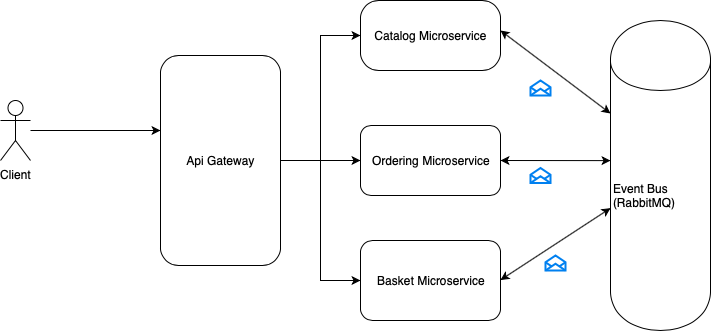 Catalog Microservice
Api Gateway
Ordering Microservice
Client
Event Bus
(RabbitMQ)
Basket Microservice